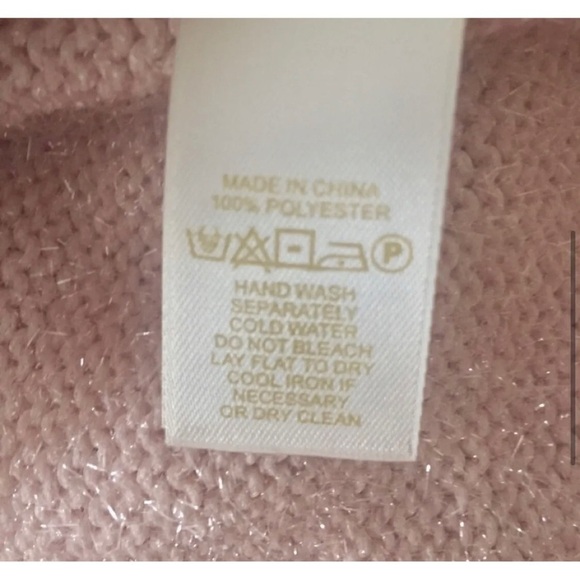 MADE IN CHINA
100% POLYESTER
P
HAND WASH
SEPARATELY
COLD WATER
DO NOT BLEACH
LAY FLAT TO DRY
COOL IRON IF
NECESSARY
OR DRY CLEAN